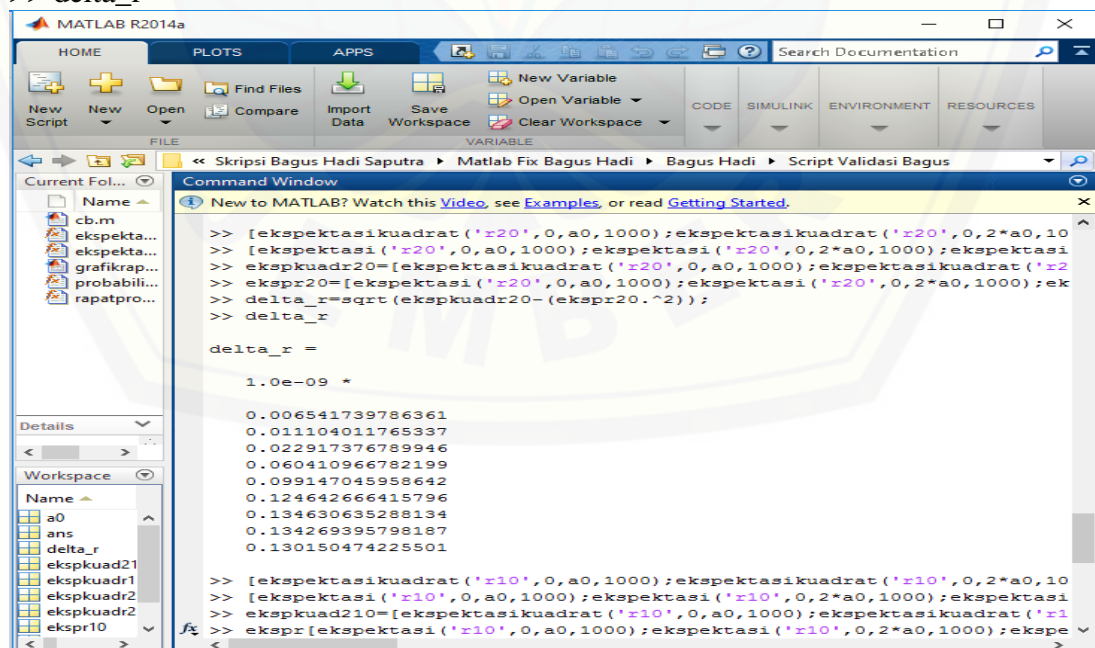 >> delta_r
MATLAB R2014a
HOME PLOTS APPS Search Documentation
New Script
New
Open
Find Files
Compare
Import Data
Save Workspace
New Variable
Open Variable
Clear Workspace
CODE SIMULINK ENVIRONMENT RESOURCES
FILE VARIABLE
« Skripsi Bagus Hadi Saputra ▸ Matlab Fix Bagus Hadi ▸ Bagus Hadi ▸ Script Validasi Bagus
Current Fol...
Name
cb.m
ekspekta...
ekspekta...
grafikrap...
probabili...
rapatpro...
Details
Workspace
Name
a0
ans
delta_r
ekspkuad21
ekspkuadr1
ekspkuadr2
ekspkuadr2
ekspr10
Command Window
New to MATLAB? Watch this Video, see Examples, or read Getting Started.
>> [ekspektasikuadrat('r20',0,a0,1000);ekspektasikuadrat('r20',0,2*a0,10
>> [ekspektasi('r20',0,a0,1000);ekspektasi('r20',0,2*a0,1000);ekspektasi
>> ekspkuadr20=[ekspektasikuadrat('r20',0,a0,1000);ekspektasikuadrat('r2
>> ekspr20=[ekspektasi('r20',0,a0,1000);ekspektasi('r20',0,2*a0,1000);ek
>> delta_r=sqrt(ekspkuadr20-(ekspr20.^2));
>> delta_r
delta_r =
1.0e-09 *
0.006541739786361
0.011104011765337
0.022917376789946
0.060410966782199
0.099147045958642
0.124642666415796
0.134630635288134
0.134269395798187
0.130150474225501
>> [ekspektasikuadrat('r10',0,a0,1000);ekspektasikuadrat('r10',0,2*a0,10
>> [ekspektasi('r10',0,a0,1000);ekspektasi('r10',0,2*a0,1000);ekspektasi
>> ekspkuad210=[ekspektasikuadrat('r10',0,a0,1000);ekspektasikuadrat('r1
fx >> ekspr[ekspektasi('r10',0,a0,1000);ekspektasi('r10',0,2*a0,1000);ekspe